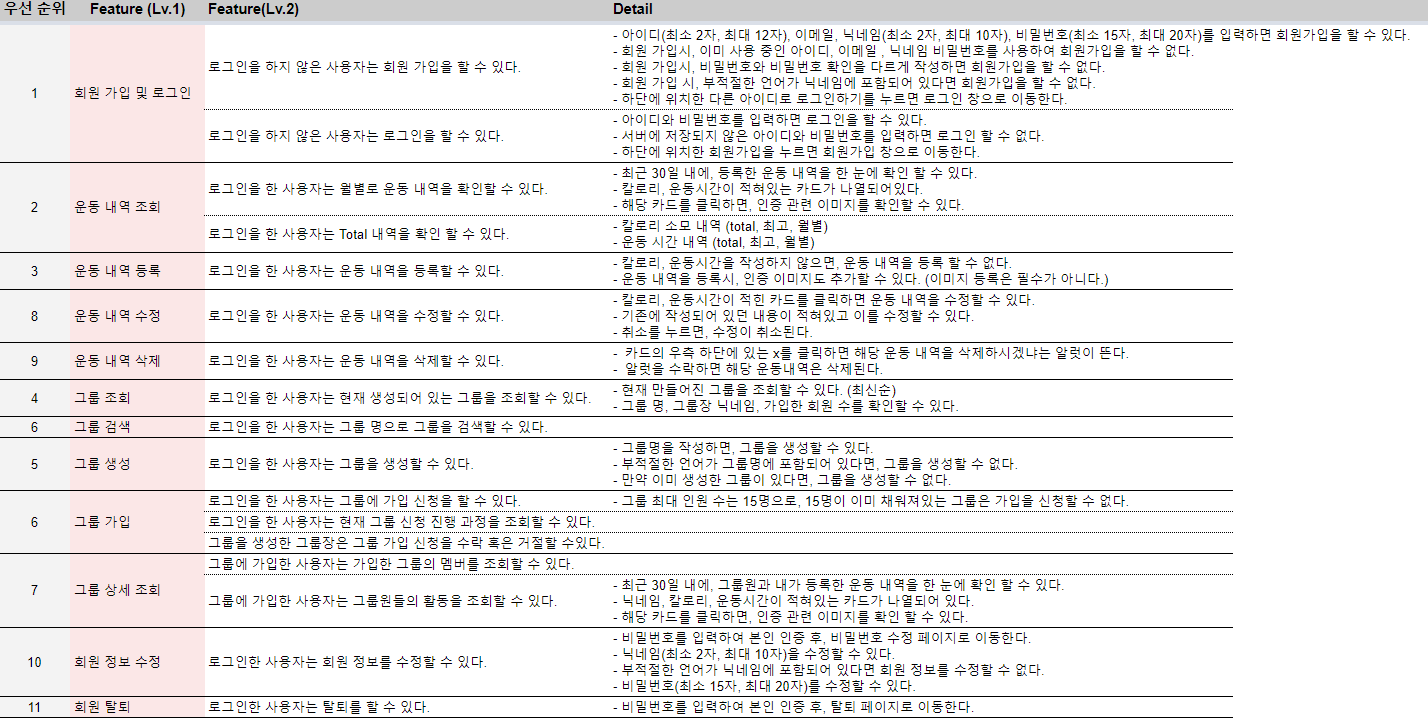 우선 순위 Feature (Lv.1) Feature(Lv.2) Detail
1 회원 가입 및 로그인
로그인을 하지 않은 사용자는 회원 가입을 할 수 있다.
- 아이디(최소 2자, 최대 12자), 이메일, 닉네임(최소 2자, 최대 10자), 비밀번호(최소 15자, 최대 20자)를 입력하면 회원가입을 할 수 있다.
- 회원 가입시, 이미 사용 중인 아이디, 이메일 , 닉네임 비밀번호를 사용하여 회원가입을 할 수 없다.
- 회원 가입시, 비밀번호와 비밀번호 확인을 다르게 작성하면 회원가입을 할 수 없다.
- 회원 가입 시, 부적절한 언어가 닉네임에 포함되어 있다면 회원가입을 할 수 없다.
- 하단에 위치한 다른 아이디로 로그인하기를 누르면 로그인 창으로 이동한다.
로그인을 하지 않은 사용자는 로그인을 할 수 있다.
- 아이디와 비밀번호를 입력하면 로그인을 할 수 있다.
- 서버에 저장되지 않은 아이디와 비밀번호를 입력하면 로그인 할 수 없다.
- 하단에 위치한 회원가입을 누르면 회원가입 창으로 이동한다.
2 운동 내역 조회
로그인을 한 사용자는 월별로 운동 내역을 확인할 수 있다.
- 최근 30일 내에, 등록한 운동 내역을 한 눈에 확인 할 수 있다.
- 칼로리, 운동시간이 적혀있는 카드가 나열되어있다.
- 해당 카드를 클릭하면, 인증 관련 이미지를 확인할 수 있다.
로그인을 한 사용자는 Total 내역을 확인 할 수 있다.
- 칼로리 소모 내역 (total, 최고, 월별)
- 운동 시간 내역 (total, 최고, 월별)
3 운동 내역 등록 로그인을 한 사용자는 운동 내역을 등록할 수 있다.
- 칼로리, 운동시간을 작성하지 않으면, 운동 내역을 등록 할 수 없다.
- 운동 내역을 등록시, 인증 이미지도 추가할 수 있다. (이미지 등록은 필수가 아니다.)
8 운동 내역 수정 로그인을 한 사용자는 운동 내역을 수정할 수 있다.
- 칼로리, 운동시간이 적힌 카드를 클릭하면 운동 내역을 수정할 수 있다.
- 기존에 작성되어 있던 내용이 적혀있고 이를 수정할 수 있다.
- 취소를 누르면, 수정이 취소된다.
9 운동 내역 삭제 로그인을 한 사용자는 운동 내역을 삭제할 수 있다.
- 카드의 우측 하단에 있는 x를 클릭하면 해당 운동 내역을 삭제하시겠냐는 알럿이 뜬다.
- 알럿을 수락하면 해당 운동내역은 삭제된다.
4 그룹 조회 로그인을 한 사용자는 현재 생성되어 있는 그룹을 조회할 수 있다.
- 현재 만들어진 그룹을 조회할 수 있다. (최신순)
- 그룹 명, 그룹장 닉네임, 가입한 회원 수를 확인할 수 있다.
6 그룹 검색 로그인을 한 사용자는 그룹 명으로 그룹을 검색할 수 있다.
5 그룹 생성 로그인을 한 사용자는 그룹을 생성할 수 있다.
- 그룹명을 작성하면, 그룹을 생성할 수 있다.
- 부적절한 언어가 그룹명에 포함되어 있다면, 그룹을 생성할 수 없다.
- 만약 이미 생성한 그룹이 있다면, 그룹을 생성할 수 없다.
6 그룹 가입
로그인을 한 사용자는 그룹에 가입 신청을 할 수 있다. - 그룹 최대 인원 수는 15명으로, 15명이 이미 채워져있는 그룹은 가입을 신청할 수 없다.
로그인을 한 사용자는 현재 그룹 신청 진행 과정을 조회할 수 있다.
그룹을 생성한 그룹장은 그룹 가입 신청을 수락 혹은 거절할 수있다.
7 그룹 상세 조회
그룹에 가입한 사용자는 가입한 그룹의 멤버를 조회할 수 있다.
그룹에 가입한 사용자는 그룹원들의 활동을 조회할 수 있다.
- 최근 30일 내에, 그룹원과 내가 등록한 운동 내역을 한 눈에 확인 할 수 있다.
- 닉네임, 칼로리, 운동시간이 적혀있는 카드가 나열되어 있다.
- 해당 카드를 클릭하면, 인증 관련 이미지를 확인 할 수 있다.
10 회원 정보 수정 로그인한 사용자는 회원 정보를 수정할 수 있다.
- 비밀번호를 입력하여 본인 인증 후, 비밀번호 수정 페이지로 이동한다.
- 닉네임(최소 2자, 최대 10자)을 수정할 수 있다.
- 부적절한 언어가 닉네임에 포함되어 있다면 회원 정보를 수정할 수 없다.
- 비밀번호(최소 15자, 최대 20자)를 수정할 수 있다.
11 회원 탈퇴 로그인한 사용자는 탈퇴를 할 수 있다. - 비밀번호를 입력하여 본인 인증 후, 탈퇴 페이지로 이동한다.